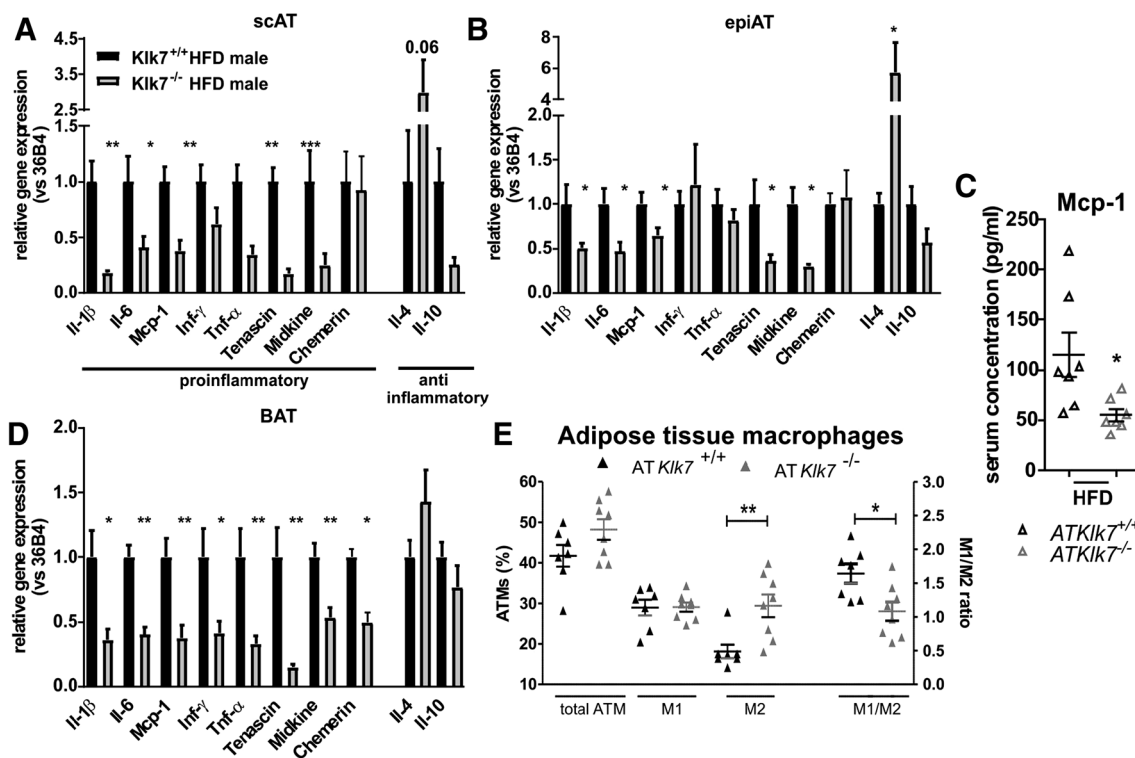 A
scAT
4.5
3.5
2.5
1.5
1.0
0.5
0.0
relative gene expression
(vs 36B4)
Klk7+/+ HFD male
Klk7-/- HFD male
0.06
** * ** ** ***
Il-1β Il-6 Mcp-1 Inf-γ Tnf-α Tenascin Midkine Chemerin Il-4 Il-10
proinflammatory
anti
inflammatory
B
epiAT
8
6
4
2
1.0
0.5
0.0
relative gene expression
(vs 36B4)
* * * * * *
Il-1β Il-6 Mcp-1 Inf-γ Tnf-α Tenascin Midkine Chemerin Il-4 Il-10
C
Mcp-1
250
200
150
100
50
0
serum concentration (pg/ml)
*
HFD
ATKlk7+/+
ATKlk7-/-
D
BAT
2.0
1.5
1.0
0.5
0.0
relative gene expression
(vs 36B4)
* ** ** * ** ** ** *
Il-1β Il-6 Mcp-1 Inf-γ Tnf-α Tenascin Midkine Chemerin Il-4 Il-10
E
Adipose tissue macrophages
AT Klk7 +/+ AT Klk7 -/-
60
50
40
30
20
10
ATMs (%)
** *
3.0
2.5
2.0
1.5
1.0
0.5
0.0
M1/M2 ratio
total ATM M1 M2 M1/M2